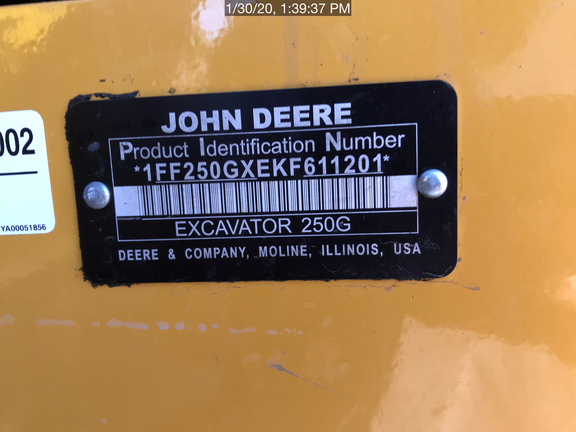 1/30/20, 1:39:37 PM
002
YA00051856
JOHN DEERE
Product Identification Number
*1FF250GXEKF611201*
EXCAVATOR 250G
DEERE & COMPANY, MOLINE, ILLINOIS, USA